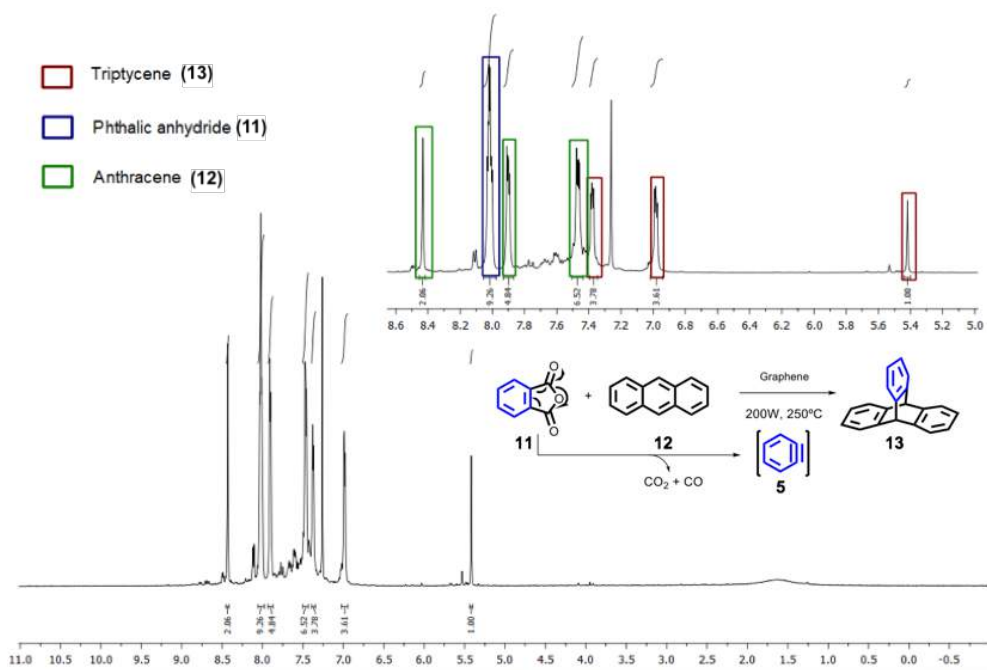 Triptycene (13)
Phthalic anhydride (11)
Anthracene (12)
2.06 9.26 4.84 6.52 3.78 3.61 1.00
8.6 8.4 8.2 8.0 7.8 7.6 7.4 7.2 7.0 6.8 6.6 6.4 6.2 6.0 5.8 5.6 5.4 5.2 5.0
O
O
O
+
Graphene
200W, 250ºC
11
12
13
CO2 + CO
5
2.06 9.26 4.84 6.52 3.78 3.61 1.00
11.0 10.5 10.0 9.5 9.0 8.5 8.0 7.5 7.0 6.5 6.0 5.5 5.0 4.5 4.0 3.5 3.0 2.5 2.0 1.5 1.0 0.5 0.0 -0.5